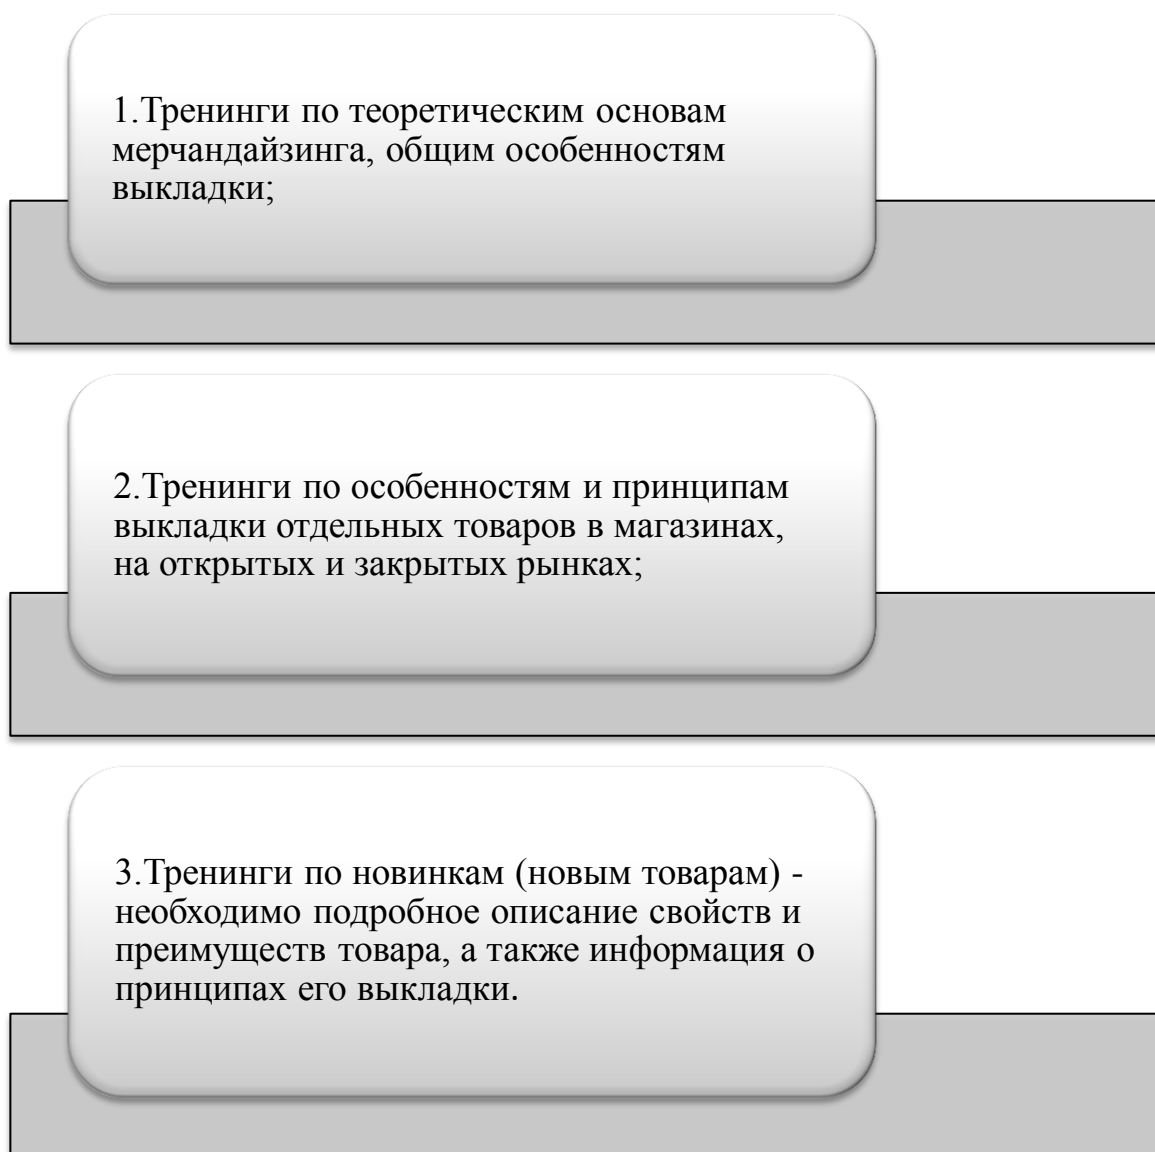 1.Тренинги по теоретическим основам
мерчандайзинга, общим особенностям
выкладки;
2.Тренинги по особенностям и принципам
выкладки отдельных товаров в магазинах,
на открытых и закрытых рынках;
3.Тренинги по новинкам (новым товарам) -
необходимо подробное описание свойств и
преимуществ товара, а также информация о
принципах его выкладки.